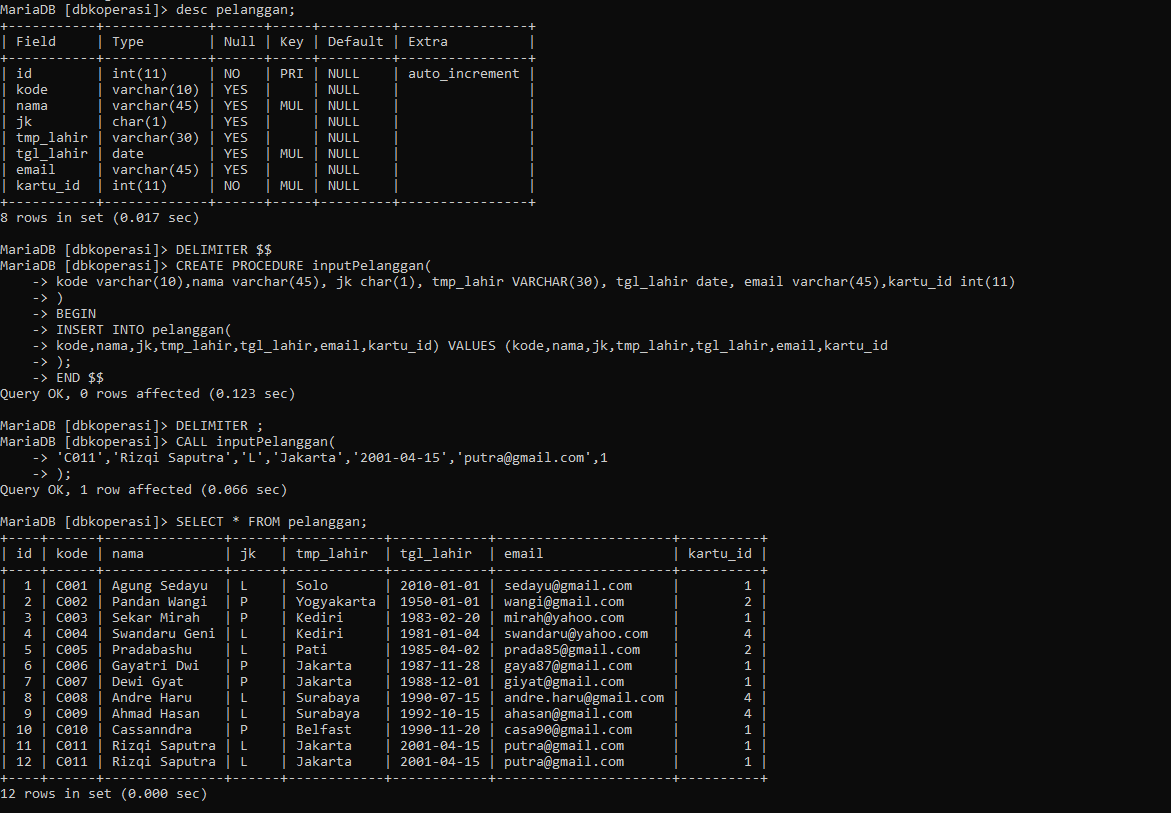 MariaDB [dbkoperasi]> desc pelanggan;
+-----------+-------------+------+-----+---------+----------------+
| Field     | Type        | Null | Key | Default | Extra          |
+-----------+-------------+------+-----+---------+----------------+
| id        | int(11)     | NO   | PRI | NULL    | auto_increment |
| kode      | varchar(10) | YES  |     | NULL    |                |
| nama      | varchar(45) | YES  | MUL | NULL    |                |
| jk        | char(1)     | YES  |     | NULL    |                |
| tmp_lahir | varchar(30) | YES  |     | NULL    |                |
| tgl_lahir | date        | YES  | MUL | NULL    |                |
| email     | varchar(45) | YES  |     | NULL    |                |
| kartu_id  | int(11)     | NO   | MUL | NULL    |                |
+-----------+-------------+------+-----+---------+----------------+
8 rows in set (0.017 sec)

MariaDB [dbkoperasi]> DELIMITER $$
MariaDB [dbkoperasi]> CREATE PROCEDURE inputPelanggan(
    -> kode varchar(10),nama varchar(45), jk char(1), tmp_lahir VARCHAR(30), tgl_lahir date, email varchar(45),kartu_id int(11)
    -> )
    -> BEGIN
    -> INSERT INTO pelanggan(
    -> kode,nama,jk,tmp_lahir,tgl_lahir,email,kartu_id) VALUES (kode,nama,jk,tmp_lahir,tgl_lahir,email,kartu_id
    -> );
    -> END $$
Query OK, 0 rows affected (0.123 sec)

MariaDB [dbkoperasi]> DELIMITER ;
MariaDB [dbkoperasi]> CALL inputPelanggan(
    -> 'C011','Rizqi Saputra','L','Jakarta','2001-04-15','putra@gmail.com',1
    -> );
Query OK, 1 row affected (0.066 sec)

MariaDB [dbkoperasi]> SELECT * FROM pelanggan;
+----+------+---------------+------+------------+------------+----------------------+----------+
| id | kode | nama          | jk   | tmp_lahir  | tgl_lahir  | email                | kartu_id |
+----+------+---------------+------+------------+------------+----------------------+----------+
|  1 | C001 | Agung Sedayu  | L    | Solo       | 2010-01-01 | sedayu@gmail.com     |        1 |
|  2 | C002 | Pandan Wangi  | P    | Yogyakarta | 1950-01-01 | wangi@gmail.com      |        2 |
|  3 | C003 | Sekar Mirah   | P    | Kediri     | 1983-02-20 | mirah@yahoo.com      |        1 |
|  4 | C004 | Swandaru Geni | L    | Kediri     | 1981-01-04 | swandaru@yahoo.com   |        4 |
|  5 | C005 | Pradabashu    | L    | Pati       | 1985-04-02 | prada85@gmail.com    |        2 |
|  6 | C006 | Gayatri Dwi   | P    | Jakarta    | 1987-11-28 | gaya87@gmail.com     |        1 |
|  7 | C007 | Dewi Gyat     | P    | Jakarta    | 1988-12-01 | giyat@gmail.com      |        1 |
|  8 | C008 | Andre Haru    | L    | Surabaya   | 1990-07-15 | andre.haru@gmail.com |        4 |
|  9 | C009 | Ahmad Hasan   | L    | Surabaya   | 1992-10-15 | ahasan@gmail.com     |        4 |
| 10 | C010 | Cassanndra    | P    | Belfast    | 1990-11-20 | casa90@gmail.com     |        1 |
| 11 | C011 | Rizqi Saputra | L    | Jakarta    | 2001-04-15 | putra@gmail.com      |        1 |
| 12 | C011 | Rizqi Saputra | L    | Jakarta    | 2001-04-15 | putra@gmail.com      |        1 |
+----+------+---------------+------+------------+------------+----------------------+----------+
12 rows in set (0.000 sec)